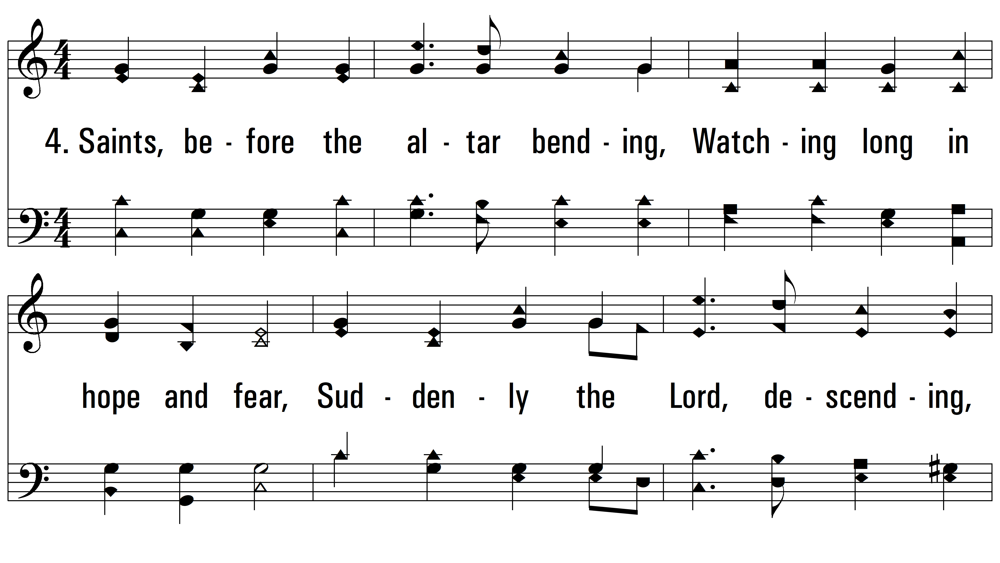 4. Saints, be - fore the al - tar bend - ing, Watch - ing long in
hope and fear, Sud - den - ly the Lord, de - scend - ing,